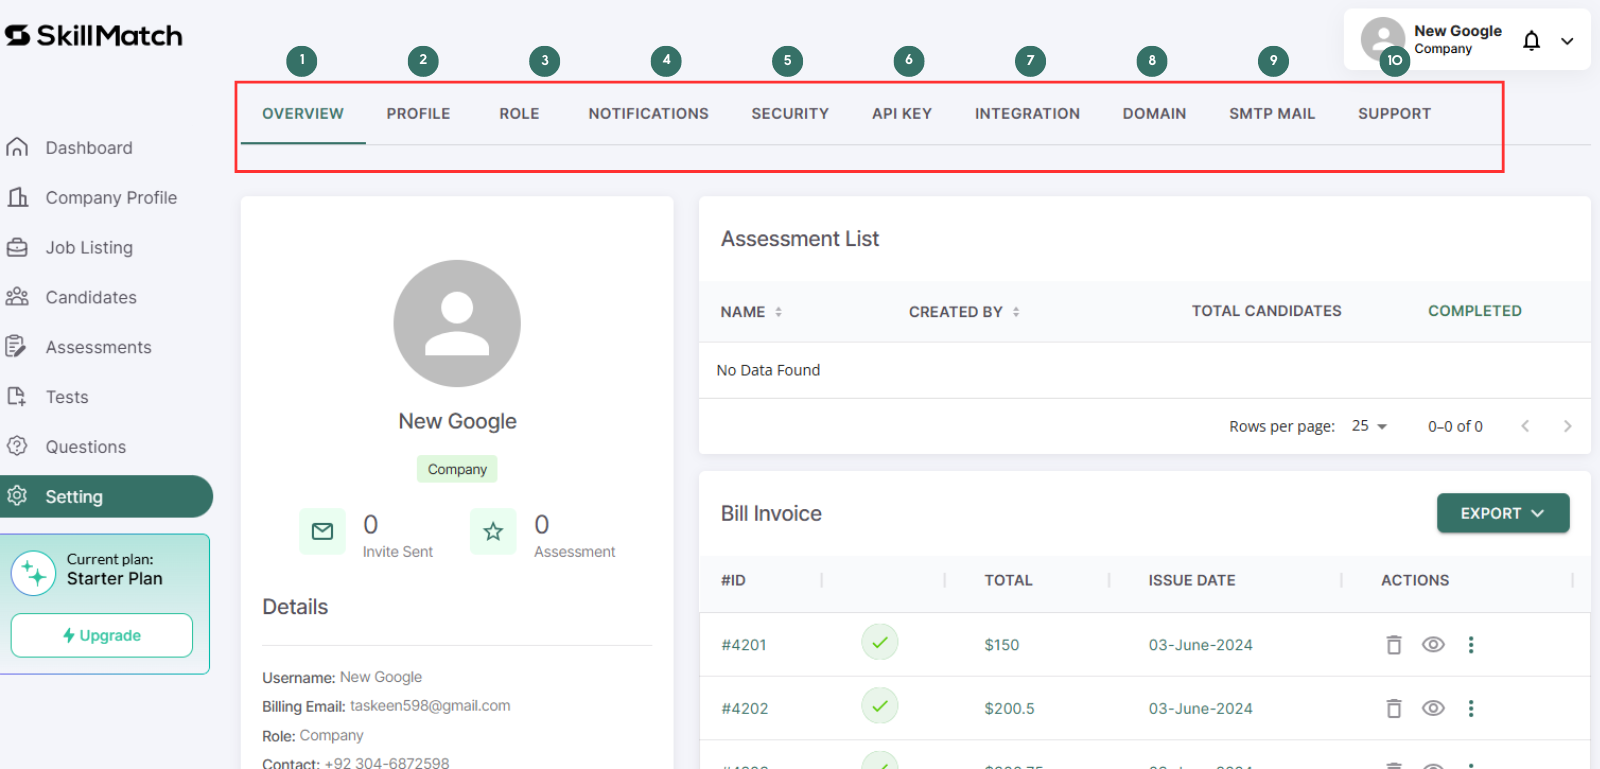 SkillMatch
New Google
Company
1 2 3 4 5 6 7 8 9 10
OVERVIEW PROFILE ROLE NOTIFICATIONS SECURITY API KEY INTEGRATION DOMAIN SMTP MAIL SUPPORT
Dashboard
Company Profile
Job Listing
Candidates
Assessments
Tests
Questions
Setting
Current plan:
Starter Plan
Upgrade
New Google
Company
0 Invite Sent
0 Assessment
Details
Username: New Google
Billing Email: taskeen598@gmail.com
Role: Company
Contact: +92 304-6872598
Assessment List
NAME CREATED BY TOTAL CANDIDATES COMPLETED
No Data Found
Rows per page: 25 0–0 of 0
Bill Invoice
EXPORT
#ID TOTAL ISSUE DATE ACTIONS
#4201 $150 03-June-2024
#4202 $200.5 03-June-2024